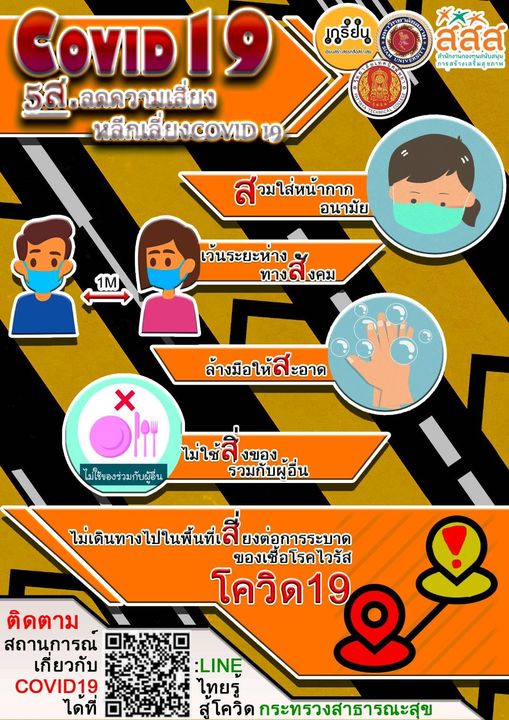 COVID19
5ส.ลดความเสี่ยง
หลีกเลี่ยงCOVID 19
เกรียน
สสส
สำนักงานกองทุนสนับสนุน
การสร้างเสริมสุขภาพ
สวมใส่หน้ากาก
อนามัย
เว้นระยะห่าง
ทางสังคม
1M
ล้างมือให้สะอาด
ไม่ใช้ของร่วมกับผู้อื่น
ไม่ใช้สิ่งของ
รวมกับผู้อื่น
ไม่เดินทางไปในพื้นที่เสี่ยงต่อการระบาด
ของเชื้อโรคไวรัส
โควิด19
ติดตาม
สถานการณ์
เกี่ยวกับ
COVID19
ได้ที่
:LINE
ไทยรู้
สู้โควิด กระทรวงสาธารณะสุข